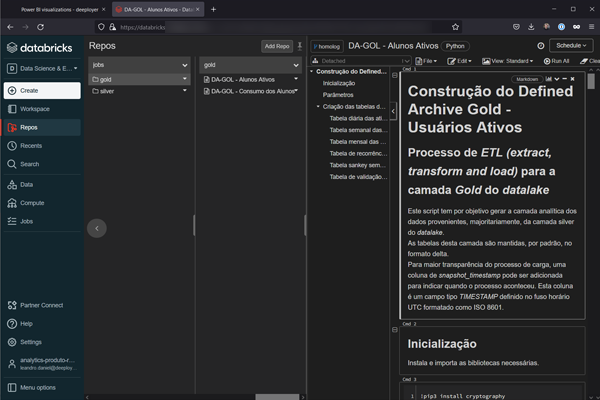 Power BI visualizations - deeployer
DA-GOL - Alunos Ativos - Databri
https://databricks
databricks
Data Science & E...
Create
Workspace
Repos
Recents
Search
Data
Compute
Jobs
Partner Connect
Help
Settings
analytics-produto-r...
leandro.daniel@deeploy...
Menu options
Repos
Add Repo
jobs
gold
silver
gold
DA-GOL - Alunos Ativos
DA-GOL - Consumo dos Alunos
homolog
DA-GOL - Alunos Ativos
Python
Schedule
Detached
File
Edit
View: Standard
Run All
Clear
Construção do Defined...
Inicialização
Parâmetros
Criação das tabelas d...
Tabela diária das ati...
Tabela semanal das...
Tabela mensal das ...
Tabela de recorrênc...
Tabela sankey sem...
Tabela de validação...
Cmd 1
Markdown
Construção do Defined
Archive Gold -
Usuários Ativos
Processo de ETL (extract,
transform and load) para a
camada Gold do datalake
Este script tem por objetivo gerar a camada analítica dos
dados provenientes, majoritariamente, da camada silver
do datalake.
As tabelas desta camada são mantidas, por padrão, no
formato delta.
Para maior transparência do processo de carga, uma
coluna de snapshot_timestamp pode ser adicionada
para indicar quando o processo aconteceu. Esta coluna
é um campo tipo TIMESTAMP definido no fuso horário
UTC formatado como ISO 8601.
Cmd 2
Inicialização
Instala e importa as bibliotecas necessárias.
Cmd 3
1 !pip3 install cryptography